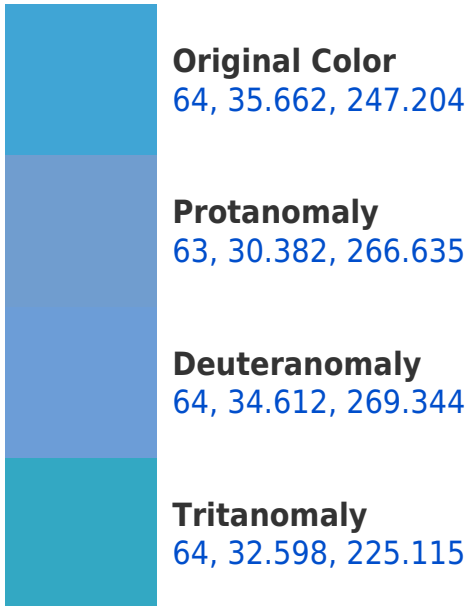 Original Color
64, 35.662, 247.204
Protanomaly
63, 30.382, 266.635
Deuteranomaly
64, 34.612, 269.344
Tritanomaly
64, 32.598, 225.115